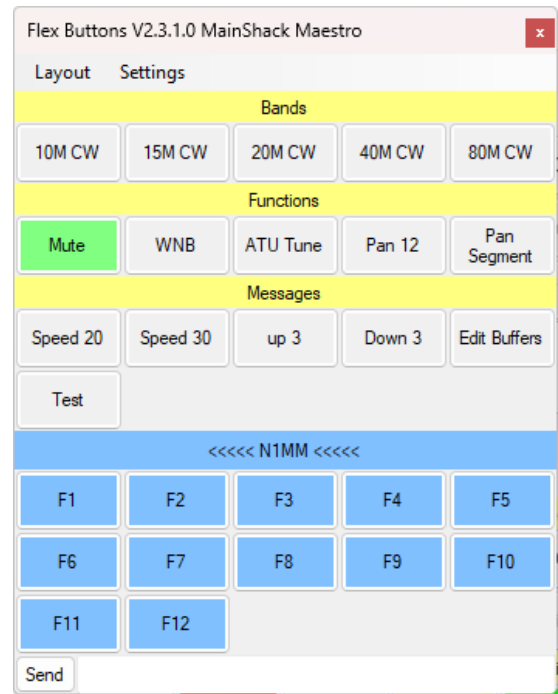 Flex Buttons V2.3.1.0 MainShack Maestro x
Layout Settings
Bands
10M CW 15M CW 20M CW 40M CW 80M CW
Functions
Mute WNB ATU Tune Pan 12 Pan Segment
Messages
Speed 20 Speed 30 up 3 Down 3 Edit Buffers
Test
<<<<< N1MM <<<<<
F1 F2 F3 F4 F5
F6 F7 F8 F9 F10
F11 F12
Send